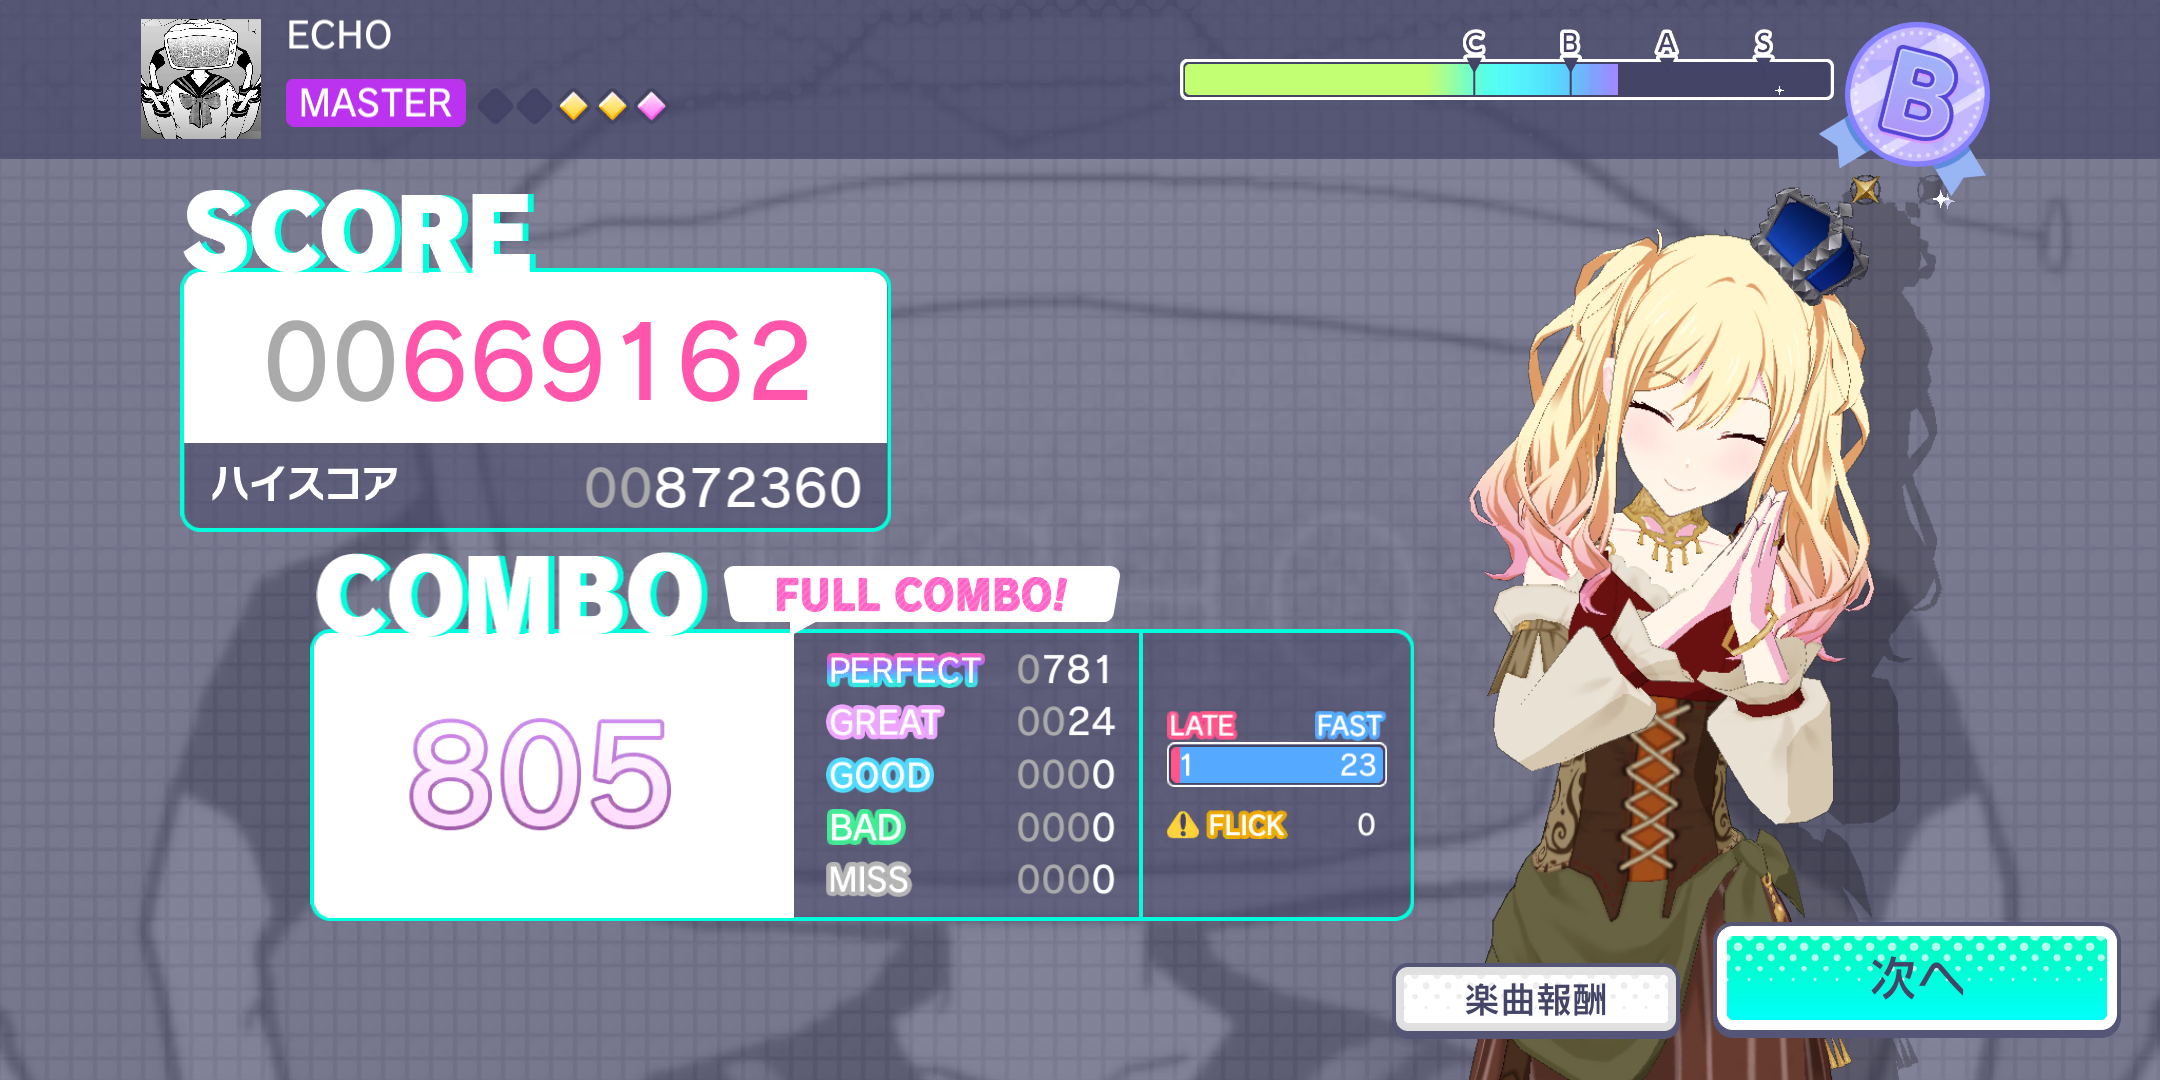 ECHO
MASTER
C B A S
B
SCORE
00669162
ハイスコア 00872360
COMBO FULL COMBO!
805
PERFECT 0781
GREAT 0024
GOOD 0000
BAD 0000
MISS 0000
LATE FAST
1 23
FLICK 0
楽曲報酬
次へ